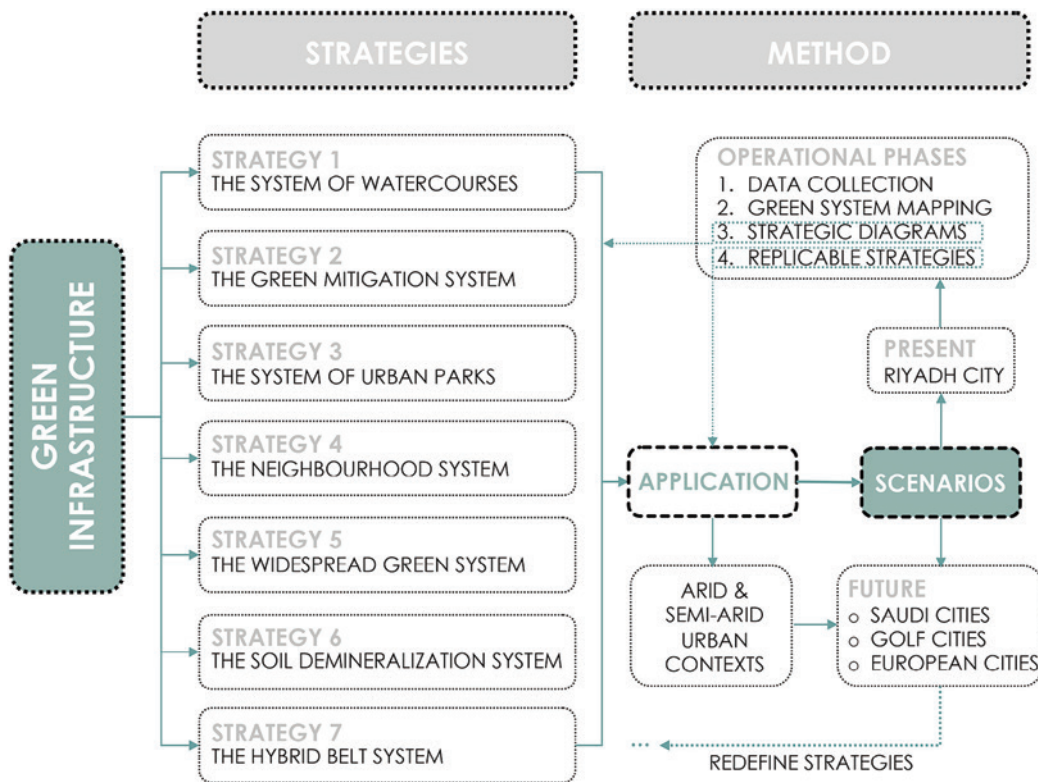 STRATEGIES
METHOD
GREEN
INFRASTRUCTURE
STRATEGY 1
THE SYSTEM OF WATERCOURSES
STRATEGY 2
THE GREEN MITIGATION SYSTEM
STRATEGY 3
THE SYSTEM OF URBAN PARKS
STRATEGY 4
THE NEIGHBOURHOOD SYSTEM
STRATEGY 5
THE WIDESPREAD GREEN SYSTEM
STRATEGY 6
THE SOIL DEMINERALIZATION SYSTEM
STRATEGY 7
THE HYBRID BELT SYSTEM
OPERATIONAL PHASES
1. DATA COLLECTION
2. GREEN SYSTEM MAPPING
3. STRATEGIC DIAGRAMS
4. REPLICABLE STRATEGIES
PRESENT
RIYADH CITY
APPLICATION
SCENARIOS
ARID &
SEMI-ARID
URBAN
CONTEXTS
FUTURE
○ SAUDI CITIES
○ GOLF CITIES
○ EUROPEAN CITIES
...
REDEFINE STRATEGIES